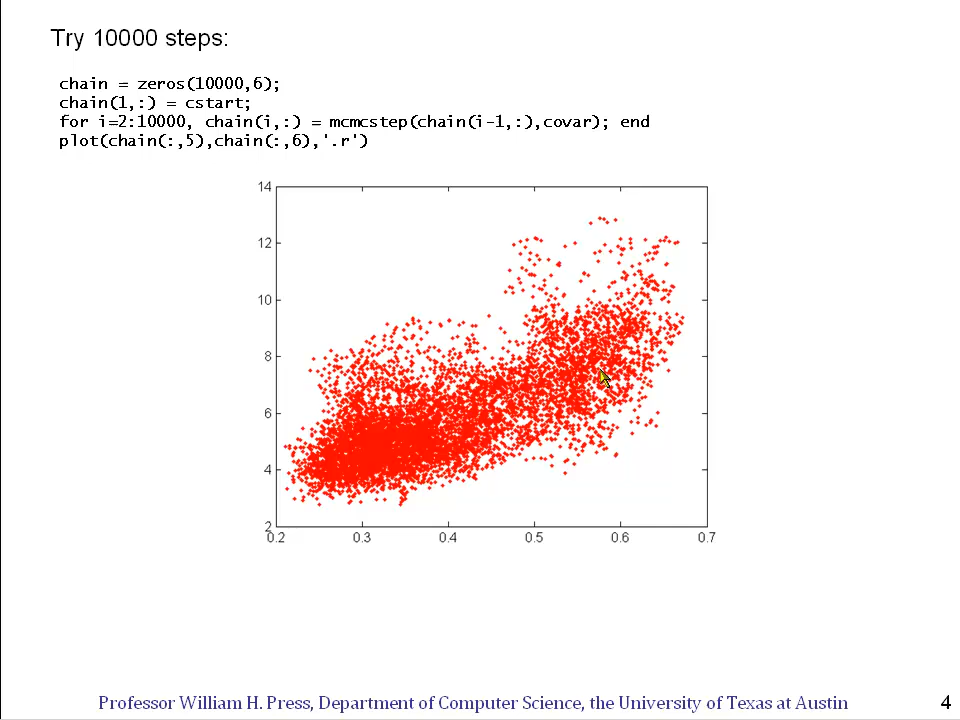 Try 10000 steps:
chain = zeros(10000,6);
chain(1,:) = cstart;
for i=2:10000, chain(i,:) = mcmcstep(chain(i-1,:),covar); end
plot(chain(:,5),chain(:,6),'.r')
14
12
10
8
6
4
2
0.2 0.3 0.4 0.5 0.6 0.7
Professor William H. Press, Department of Computer Science, the University of Texas at Austin 4